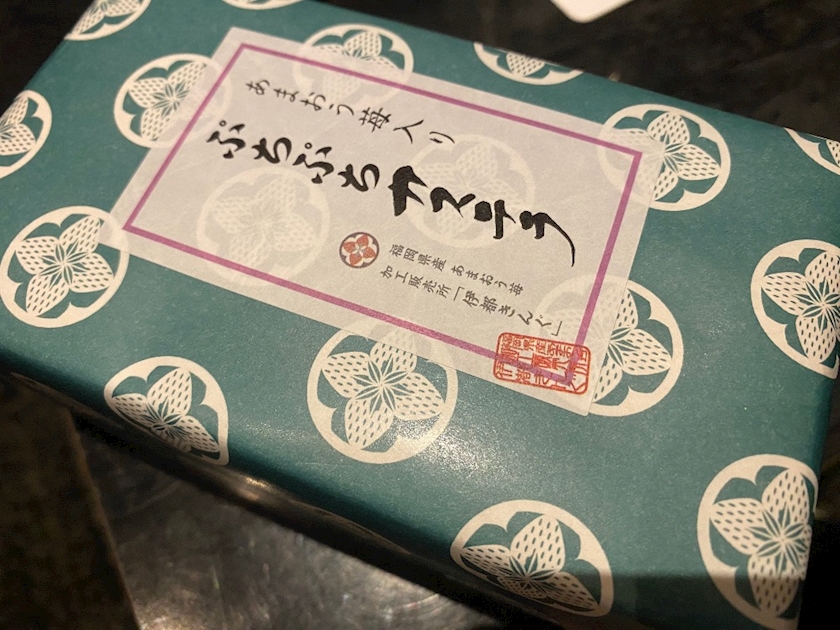 あまおう苺入り
ぷちぷちカステラ
福岡県産 あまおう苺
加工販売所「伊都きんぐ」